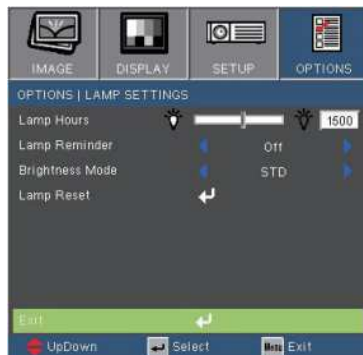 IMAGE DISPLAY SETUP OPTIONS
OPTIONS | LAMP SETTINGS
Lamp Hours 1500
Lamp Reminder Off
Brightness Mode STD
Lamp Reset
Exit
UpDown Select Menu Exit